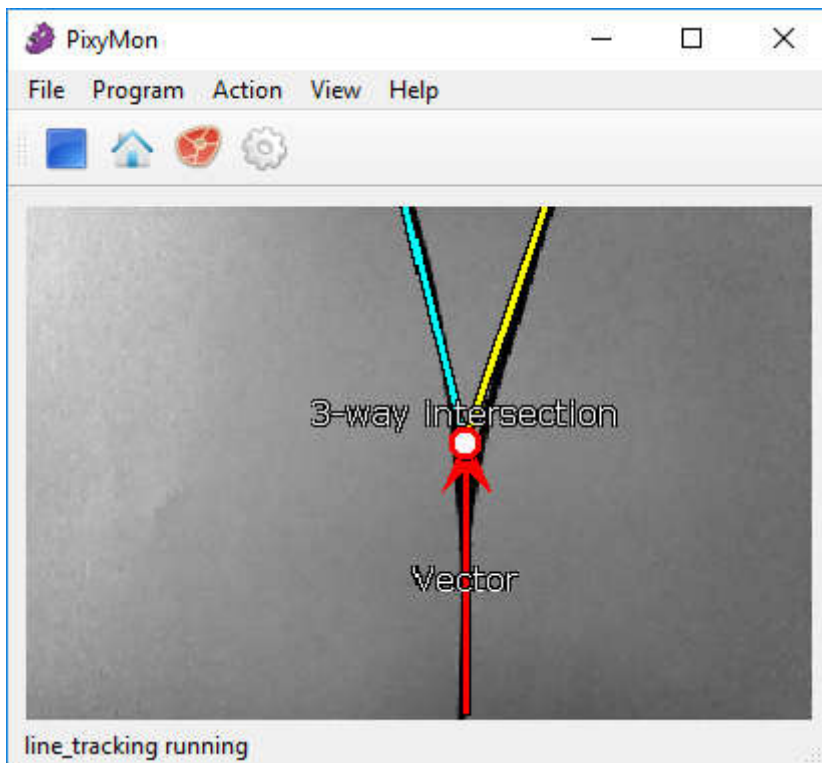 PixyMon
File Program Action View Help
3-way intersection
Vector
line_tracking running